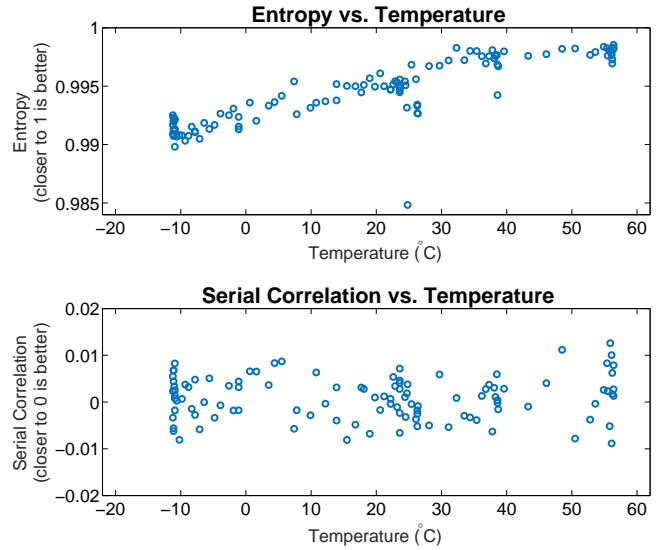 Entropy vs. Temperature
Entropy
(closer to 1 is better)
1
0.995
0.99
0.985
−20 −10 0 10 20 30 40 50 60
Temperature (°C)
Serial Correlation vs. Temperature
Serial Correlation
(closer to 0 is better)
0.02
0.01
0
−0.01
−0.02
−20 −10 0 10 20 30 40 50 60
Temperature (°C)